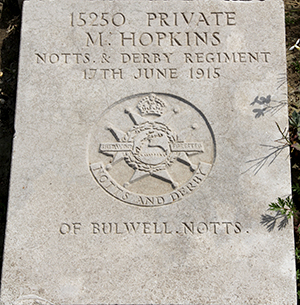 15250 PRIVATE
M. HOPKINS
NOTTS. & DERBY REGIMENT
17TH JUNE 1915
NOTTS AND DERBY
OF BULWELL. NOTTS.